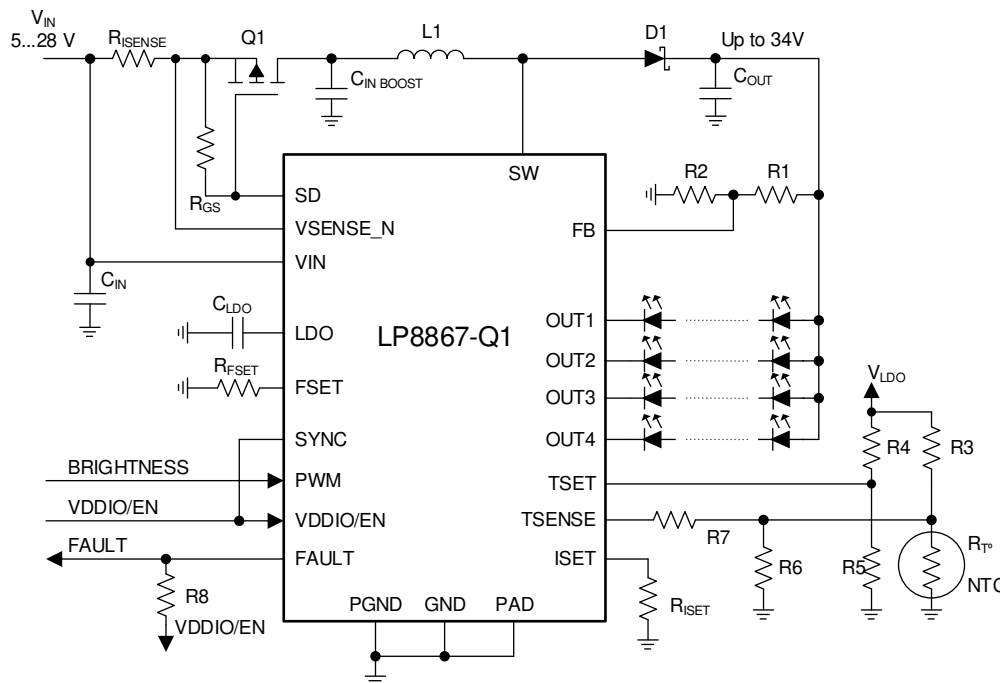 VIN
5...28 V
RISENSE
Q1
L1
D1
Up to 34V
CIN BOOST
COUT
RGS
SD
SW
R2
R1
VSENSE_N
FB
VIN
CIN
CLDO
LDO
LP8867-Q1
OUT1
OUT2
RFSET
FSET
OUT3
VLDO
SYNC
OUT4
R4
R3
BRIGHTNESS
PWM
TSET
VDDIO/EN
VDDIO/EN
TSENSE
R7
FAULT
FAULT
ISET
R6
R5
RT°
NTC
R8
RISET
PGND
GND
PAD
VDDIO/EN